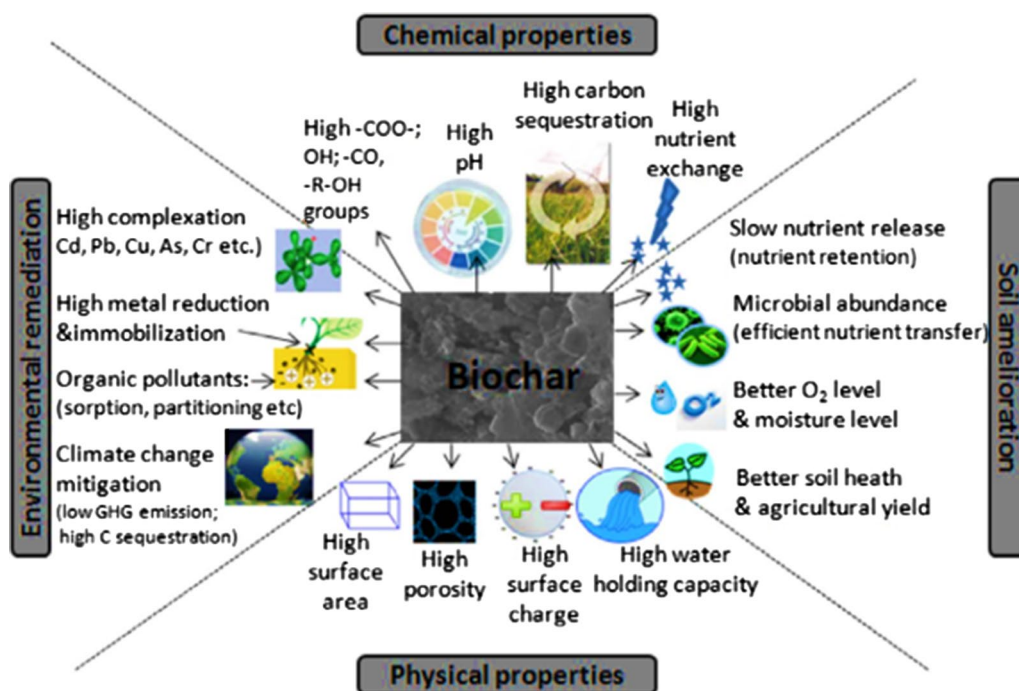 Chemical properties
High -COO-;
OH; -CO,
-R-OH
groups
High
pH
High carbon
sequestration
High
nutrient
exchange
Environmental remediation
High complexation
Cd, Pb, Cu, As, Cr etc.)
High metal reduction
&immobilization
Organic pollutants:
(sorption, partitioning etc)
Climate change
mitigation
(low GHG emission;
high C sequestration)
Biochar
Slow nutrient release
(nutrient retention)
Microbial abundance
(efficient nutrient transfer)
Better O₂ level
& moisture level
Better soil heath
& agricultural yield
Soil amelioration
High
surface
area
High
porosity
High
surface
charge
High water
holding capacity
Physical properties